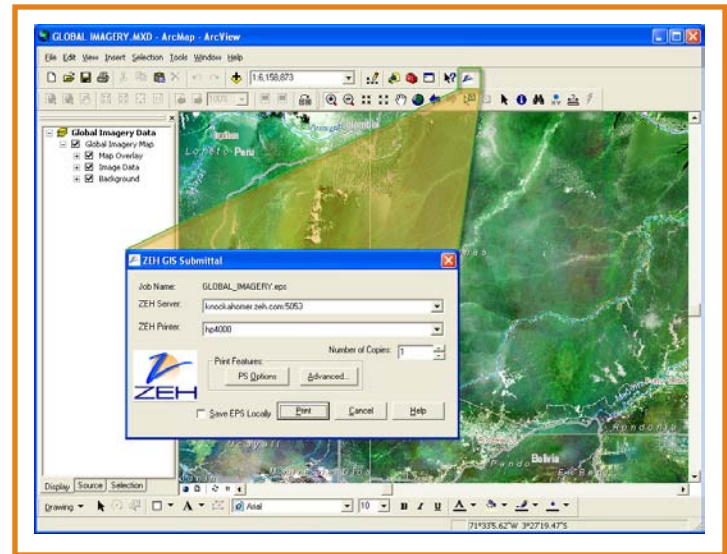 GLOBAL IMAGERY.MXD - ArcMap - ArcView
File Edit View Insert Selection Tools Window Help
1:6,158,873
100%
Global Imagery Data
Global Imagery Map
Map Overlay
Image Data
Background
Loreto Peru
ZEH GIS Submittal
Job Name: GLOBAL_IMAGERY.eps
ZEH Server: knockahomer.zeh.com:5053
ZEH Printer: hp4000
Number of Copies: 1
Print Features:
PS Options Advanced...
ZEH
Save EPS Locally Print Cancel Help
Rondonia
Ucayali
Pando Bolivia
Display Source Selection
Drawing A Arial 10 B I U A
71°33'5.62"W 3°27'19.47"S